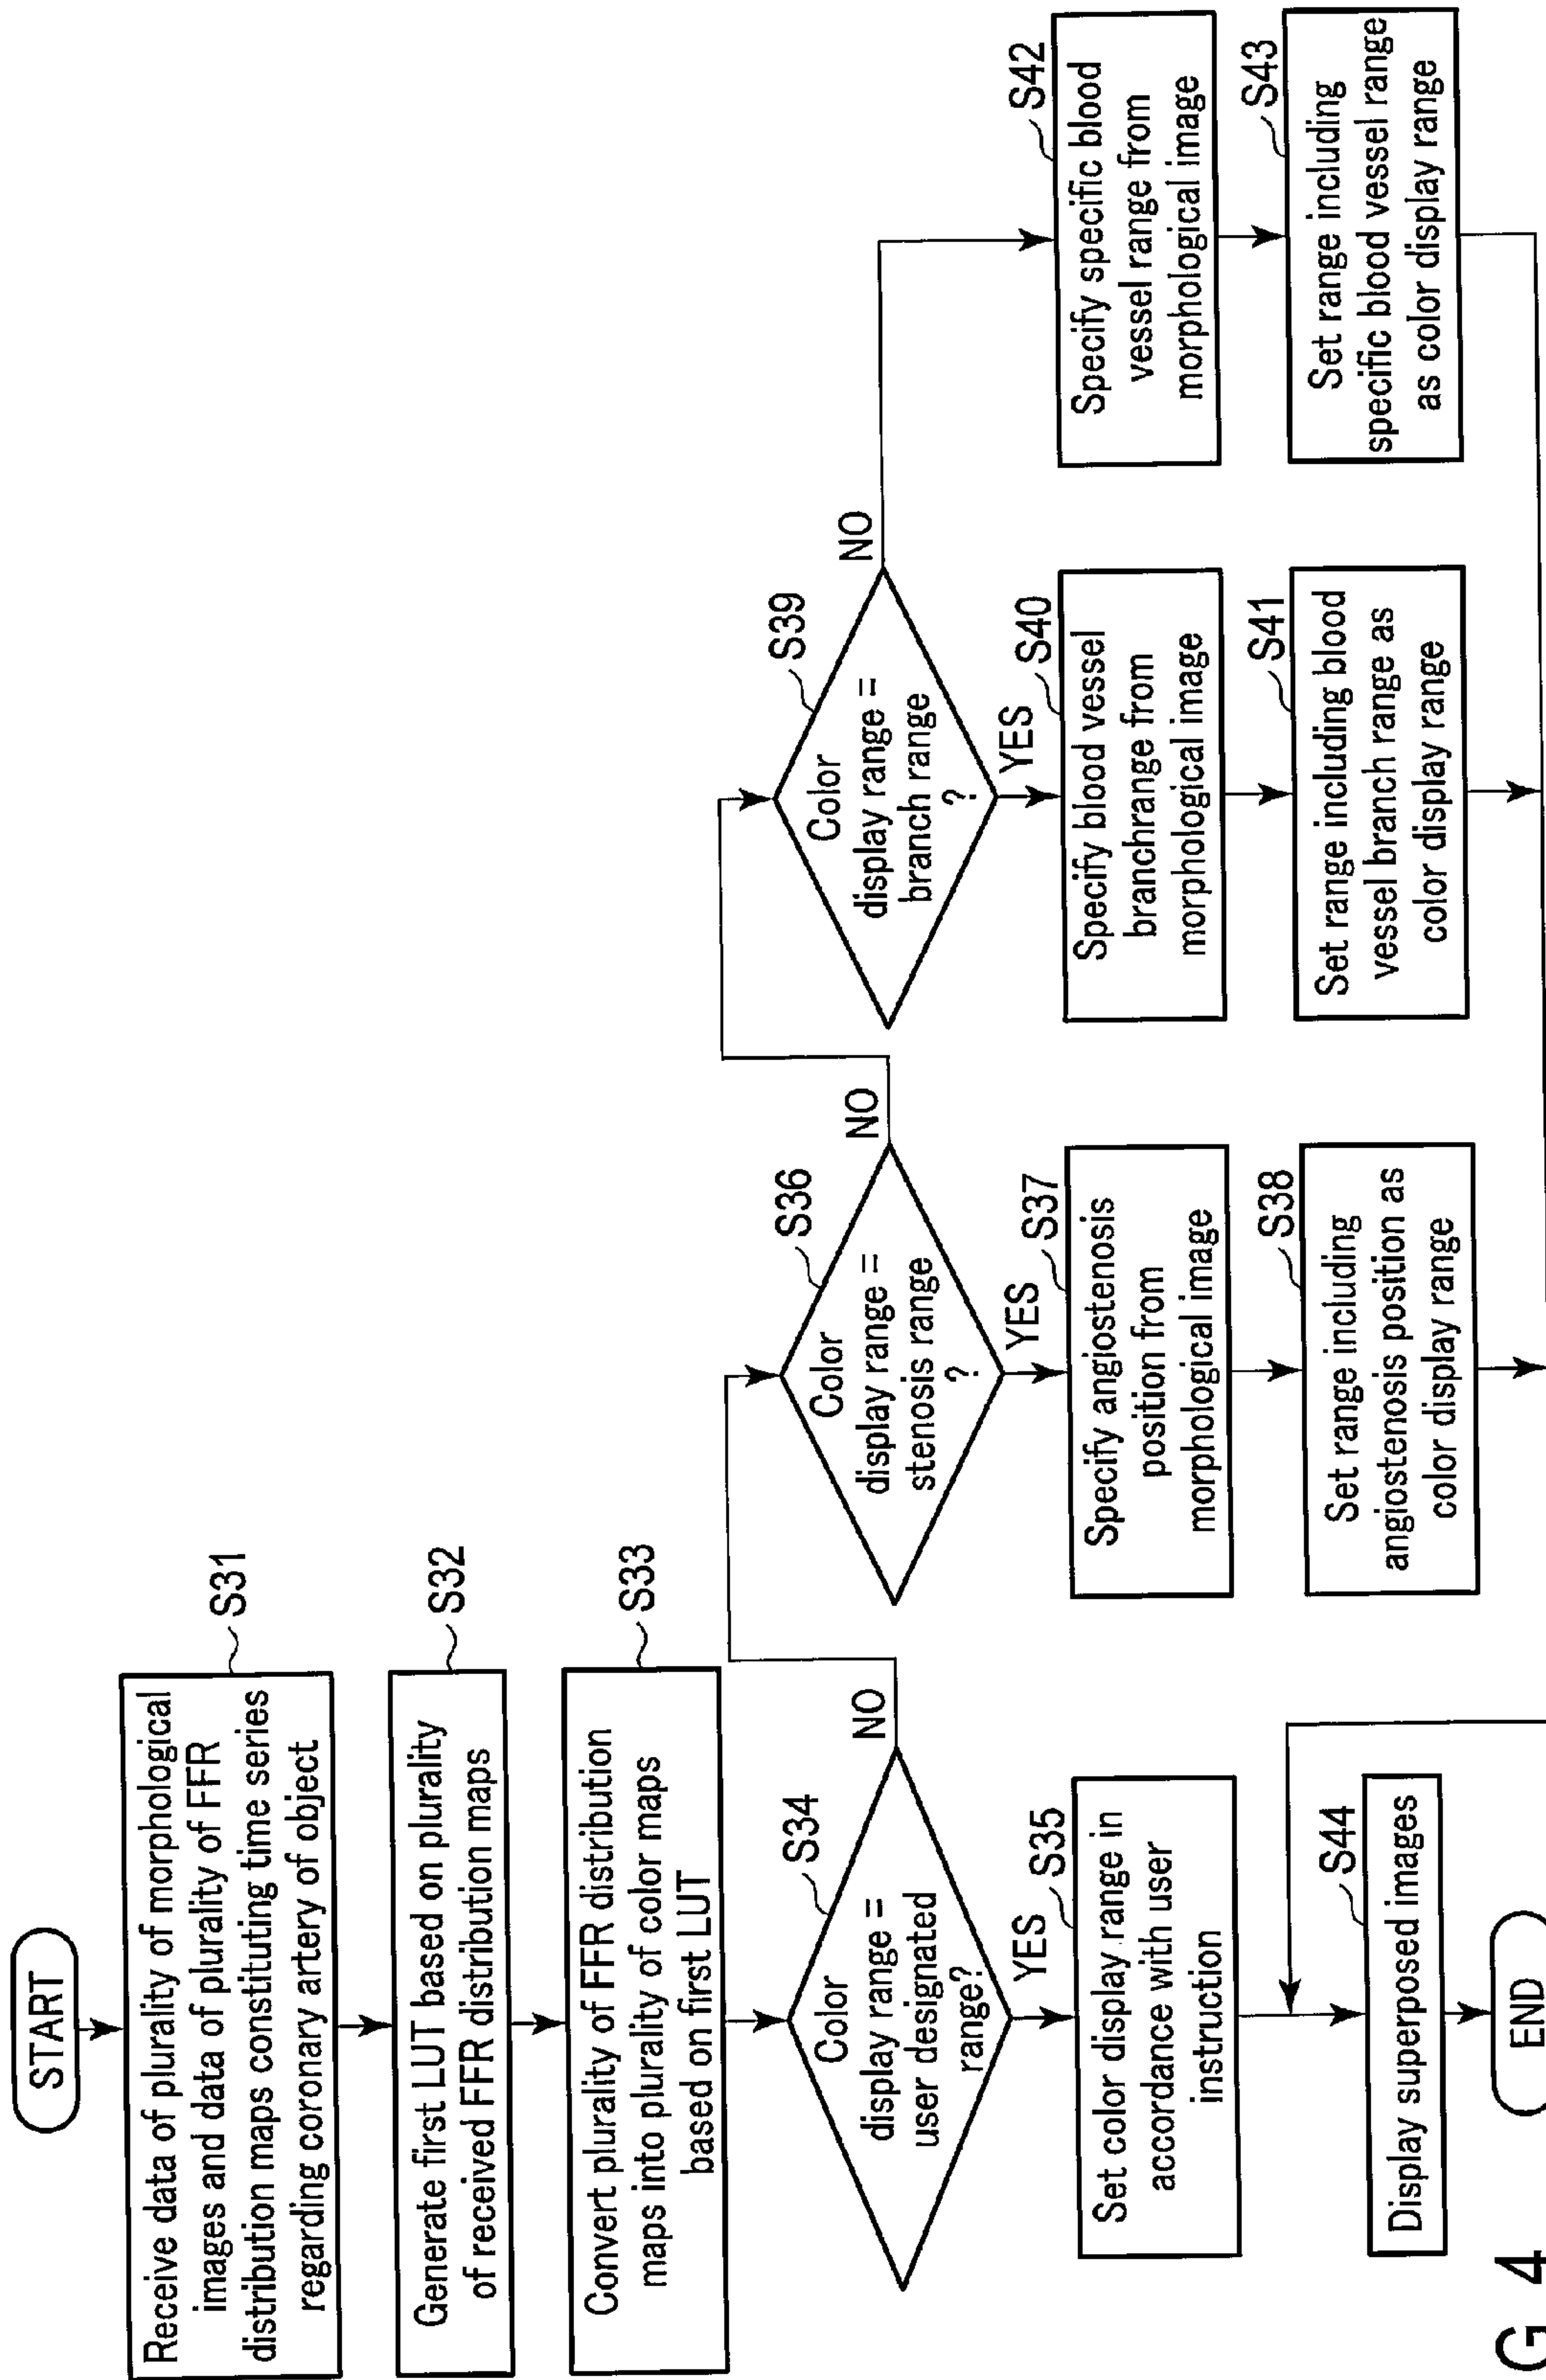 START
Receive data of plurality of morphological
images and data of plurality of FFR
distribution maps constituting time series
regarding coronary artery of object
S31
Generate first LUT based on plurality
of received FFR distribution maps
S32
Convert plurality of FFR distribution
maps into plurality of color maps
based on first LUT
S33
Color
display range =
user designated
range?
S34
NO
YES
Set color display range in
accordance with user
instruction
S35
Color
display range =
stenosis range
?
S36
NO
YES
Specify angiostenosis
position from
morphological image
S37
Set range including
angiostenosis position as
color display range
S38
Color
display range =
branch range
?
S39
NO
YES
Specify blood vessel
branchrange from
morphological image
S40
Set range including blood
vessel branch range as
color display range
S41
Specify specific blood
vessel range from
morphological image
S42
Set range including
specific blood vessel range
as color display range
S43
Display superposed images
S44
END
G 4